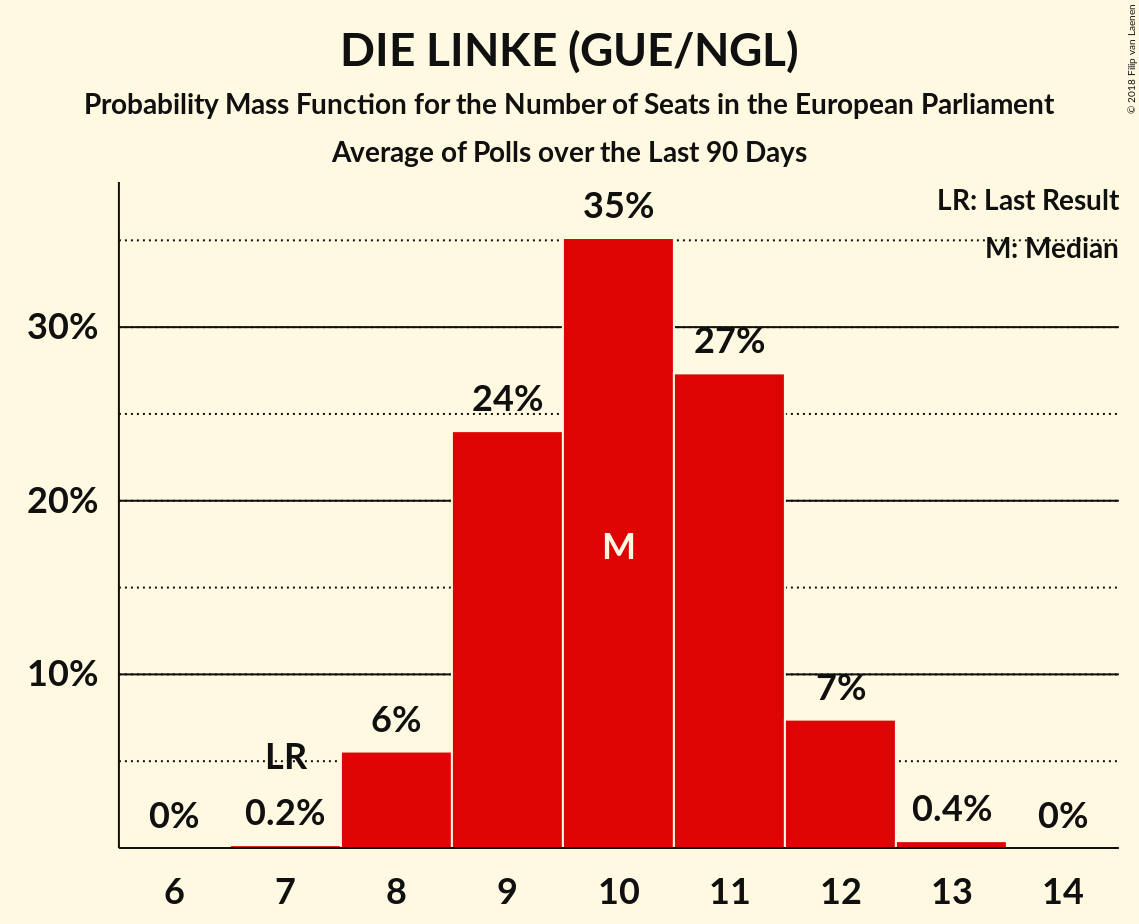 DIE LINKE (GUE/NGL)
Probability Mass Function for the Number of Seats in the European Parliament
Average of Polls over the Last 90 Days
© 2018 Filip van Laenen
LR: Last Result
M: Median
35%
30%
27%
24%
20%
M
10%
7%
6%
LR
0%
0.2%
0.4%
0%
6 7 8 9 10 11 12 13 14